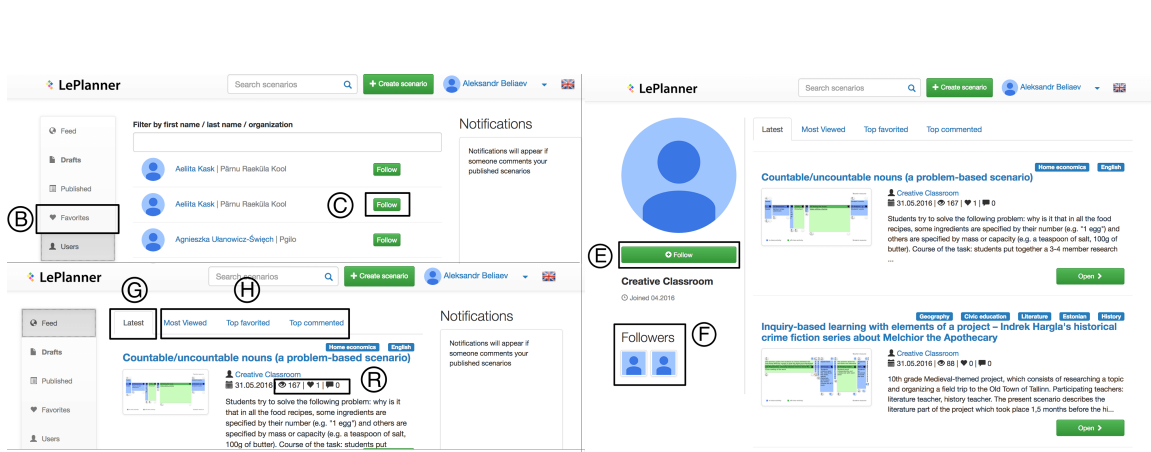 LePlanner
Search scenarios
+ Create scenario
Aleksandr Beliaev
Feed
Drafts
Published
Favorites
Users
B
Filter by first name / last name / organization
Aeliita Kask | Pärnu Raeküla Kool
Follow
Aeliita Kask | Pärnu Raeküla Kool
C
Follow
Agnieszka Ułanowicz-Święch | Pgilo
Follow
Notifications
Notifications will appear if
someone comments your
published scenarios
LePlanner
Search scenarios
+ Create scenario
Aleksandr Beliaev
G
H
Feed
Drafts
Published
Favorites
Users
Latest
Most Viewed
Top favorited
Top commented
Home economics
English
Countable/uncountable nouns (a problem-based scenario)
Creative Classroom
31.05.2016 | 167 | 1 | 0
R
Students try to solve the following problem: why is it
that in all the food recipes, some ingredients are
specified by their number (e.g. "1 egg") and others are
specified by mass or capacity (e.g. a teaspoon of salt,
100g of butter). Course of the task: students put
Notifications
Notifications will appear if
someone comments your
published scenarios
LePlanner
Search scenarios
+ Create scenario
Aleksandr Beliaev
E
Follow
Creative Classroom
Joined 04.2016
Followers
F
Latest
Most Viewed
Top favorited
Top commented
Home economics
English
Countable/uncountable nouns (a problem-based scenario)
Creative Classroom
31.05.2016 | 167 | 1 | 0
Students try to solve the following problem: why is it that in all the food
recipes, some ingredients are specified by their number (e.g. "1 egg") and
others are specified by mass or capacity (e.g. a teaspoon of salt, 100g of
butter). Course of the task: students put together a 3-4 member research
...
Open
Geography
Civic education
Literature
Estonian
History
Inquiry-based learning with elements of a project – Indrek Hargla's historical
crime fiction series about Melchior the Apothecary
Creative Classroom
31.05.2016 | 88 | 0 | 0
10th grade Medieval-themed project, which consists of researching a topic
and organizing a field trip to the Old Town of Tallinn. Participating teachers:
literature teacher, history teacher. The present scenario describes the
literature part of the project which took place 1,5 months before the hi...
Open